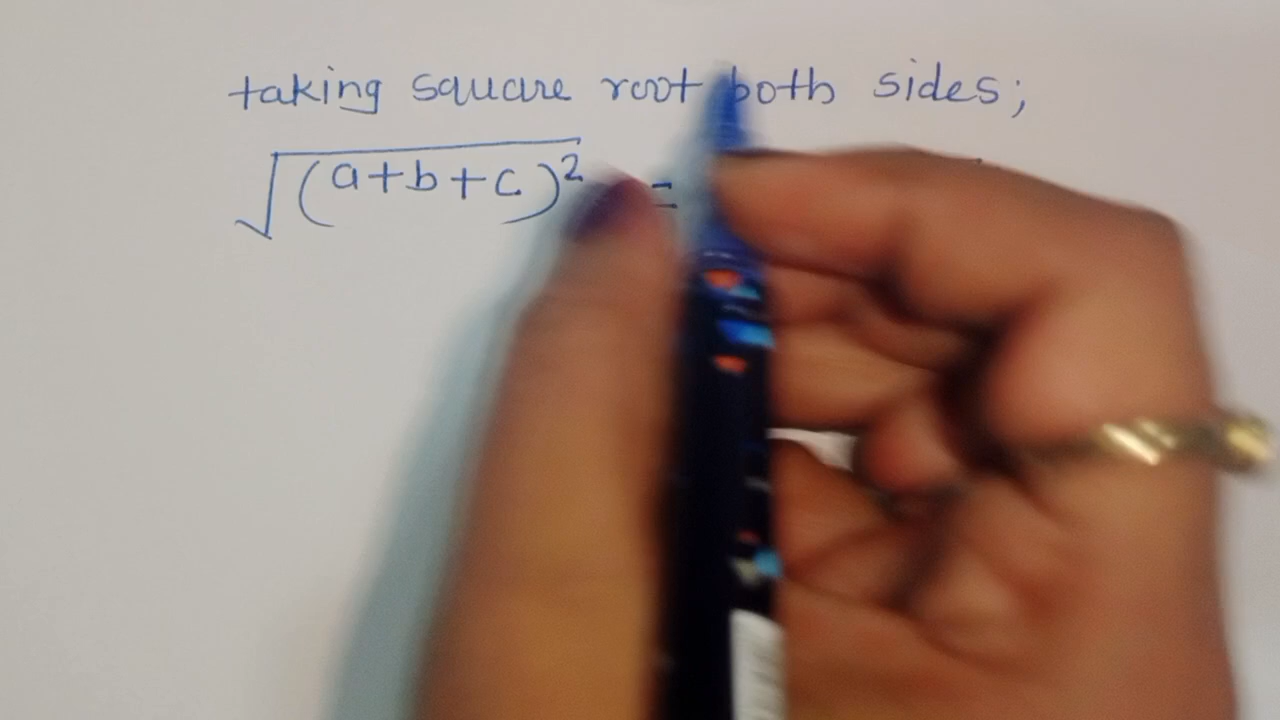 taking square root both sides;
√(a+b+c)² =